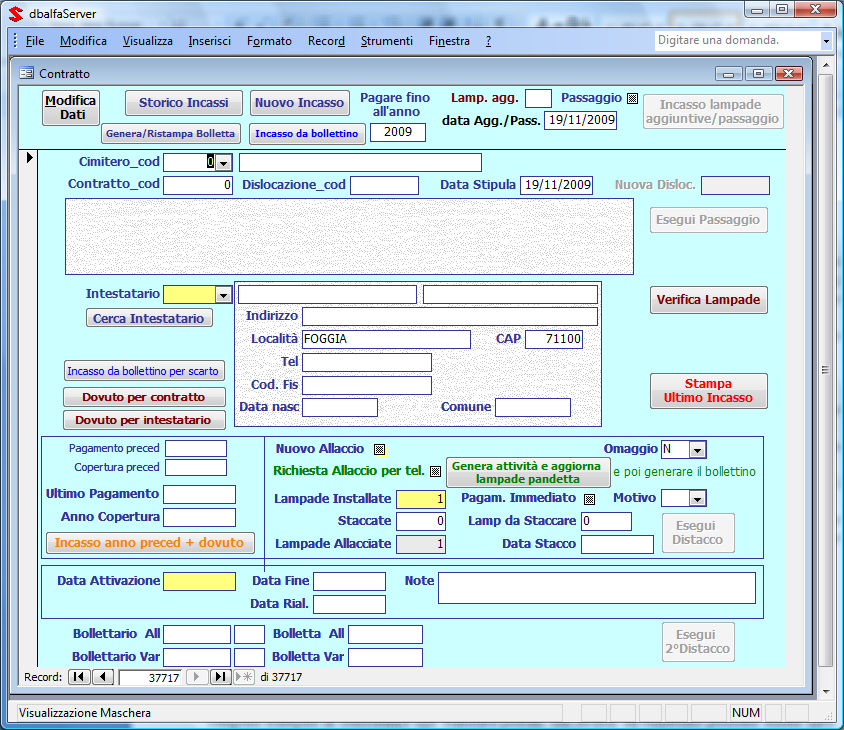 dbalfaServer
File Modifica Visualizza Inserisci Formato Record Strumenti Finestra ? Digitare una domanda.
Contratto
Modifica Dati
Storico Incassi
Nuovo Incasso
Pagare fino all'anno
2009
Lamp. agg.
Passaggio
data Agg./Pass. 19/11/2009
Incasso lampade aggiuntive/passaggio
Genera/Ristampa Bolletta
Incasso da bollettino
Cimitero_cod 0
Contratto_cod 0 Dislocazione_cod Data Stipula 19/11/2009 Nuova Disloc.
Esegui Passaggio
Intestatario
Cerca Intestatario
Indirizzo
Località FOGGIA CAP 71100
Tel
Cod. Fis
Data nasc Comune
Verifica Lampade
Stampa Ultimo Incasso
Incasso da bollettino per scarto
Dovuto per contratto
Dovuto per intestatario
Pagamento preced
Copertura preced
Ultimo Pagamento
Anno Copertura
Incasso anno preced + dovuto
Nuovo Allaccio
Omaggio N
Richiesta Allaccio per tel.
Genera attività e aggiorna lampade pandetta
e poi generare il bollettino
Lampade Installate 1 Pagam. Immediato Motivo
Staccate 0 Lamp da Staccare 0
Esegui Distacco
Lampade Allacciate 1 Data Stacco
Data Attivazione Data Fine Note
Data Rial.
Bollettario All Bolletta All
Bollettario Var Bolletta Var
Esegui 2°Distacco
Record: 37717 di 37717
Visualizzazione Maschera NUM